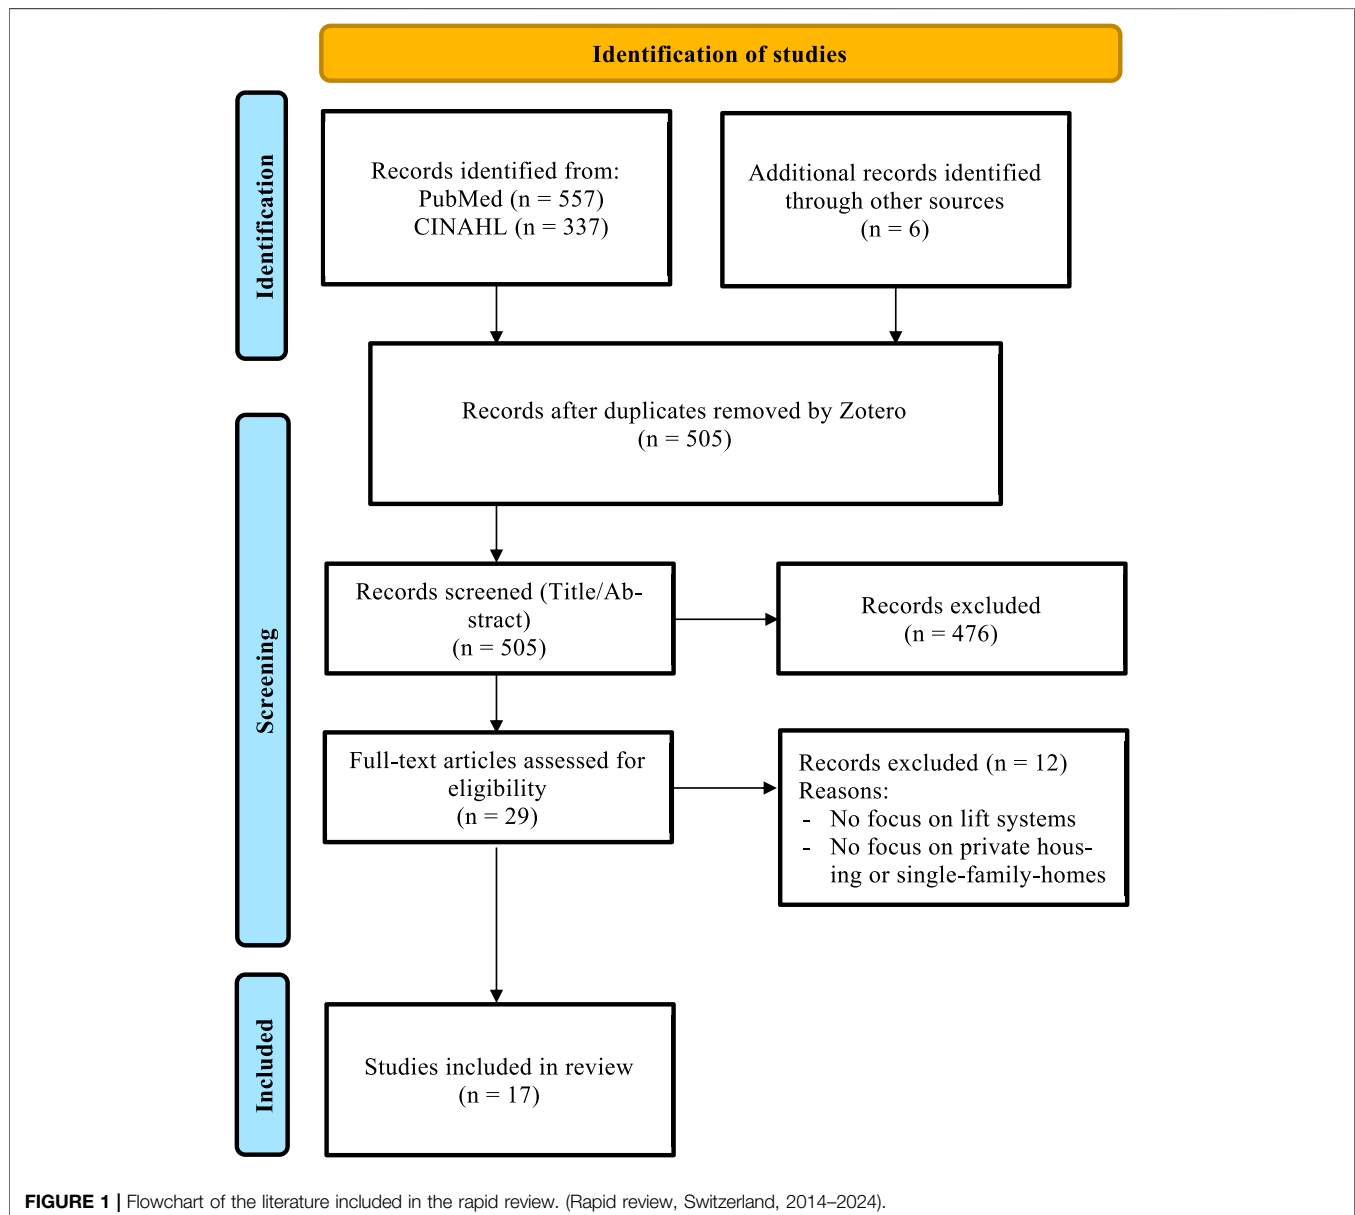 Identification of studies
Identification
Records identified from:
PubMed (n = 557)
CINAHL (n = 337)
Additional records identified
through other sources
(n = 6)
Records after duplicates removed by Zotero
(n = 505)
Screening
Records screened (Title/Ab-
stract)
(n = 505)
Records excluded
(n = 476)
Full-text articles assessed for
eligibility
(n = 29)
Records excluded (n = 12)
Reasons:
- No focus on lift systems
- No focus on private hous-
ing or single-family-homes
Included
Studies included in review
(n = 17)
FIGURE 1 | Flowchart of the literature included in the rapid review. (Rapid review, Switzerland, 2014–2024).